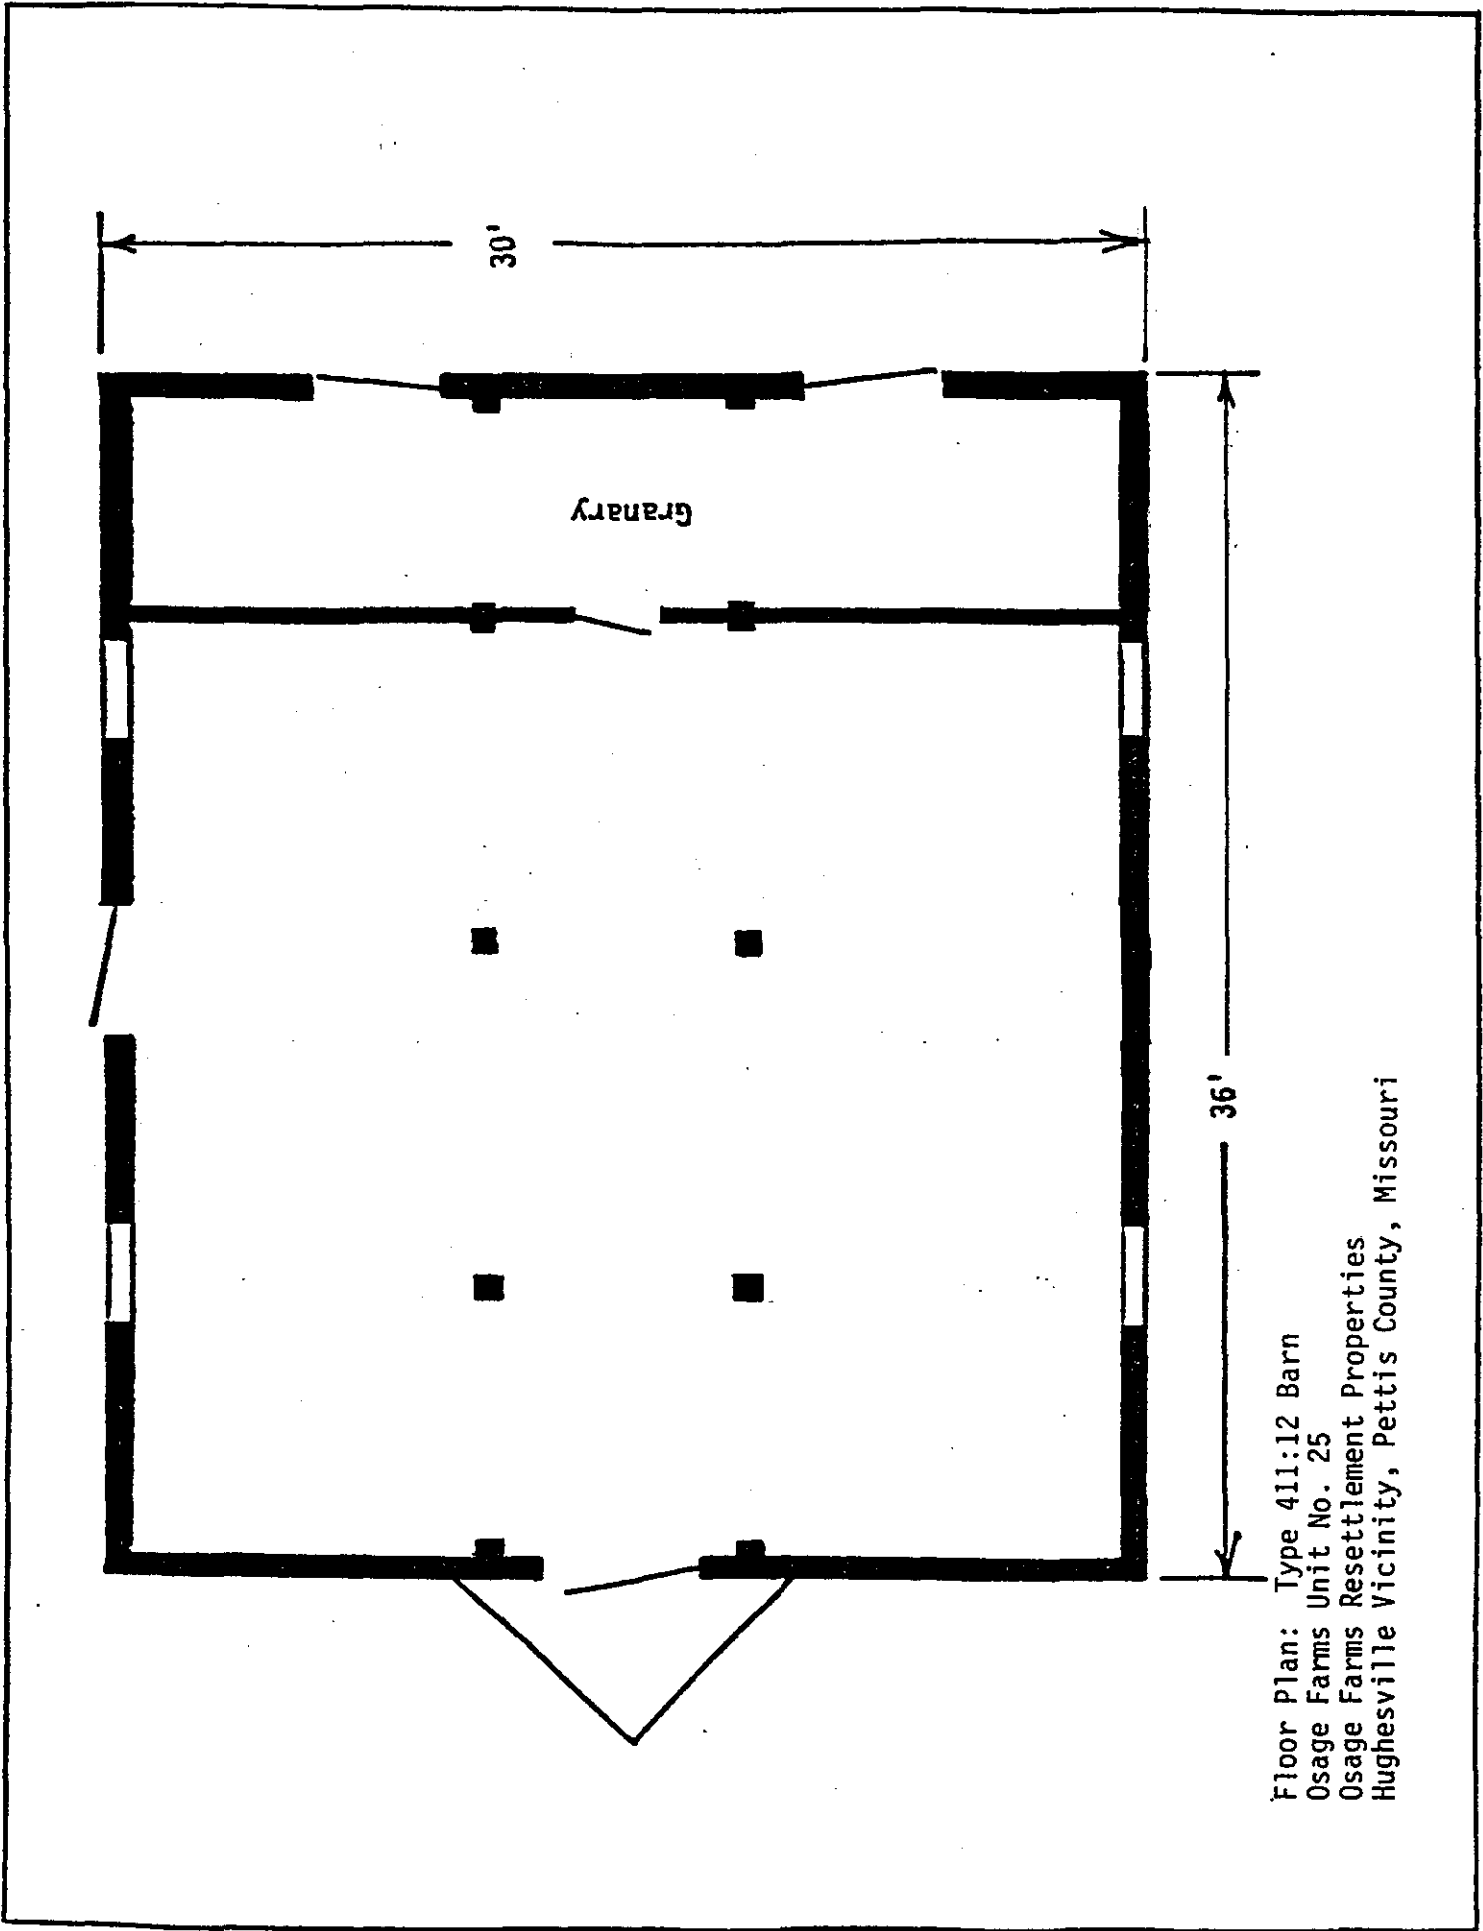 30'
Granary
36'
Floor Plan: Type 411:12 Barn
Osage Farms Unit No. 25
Osage Farms Resettlement Properties
Hughesville Vicinity, Pettis County, Missouri